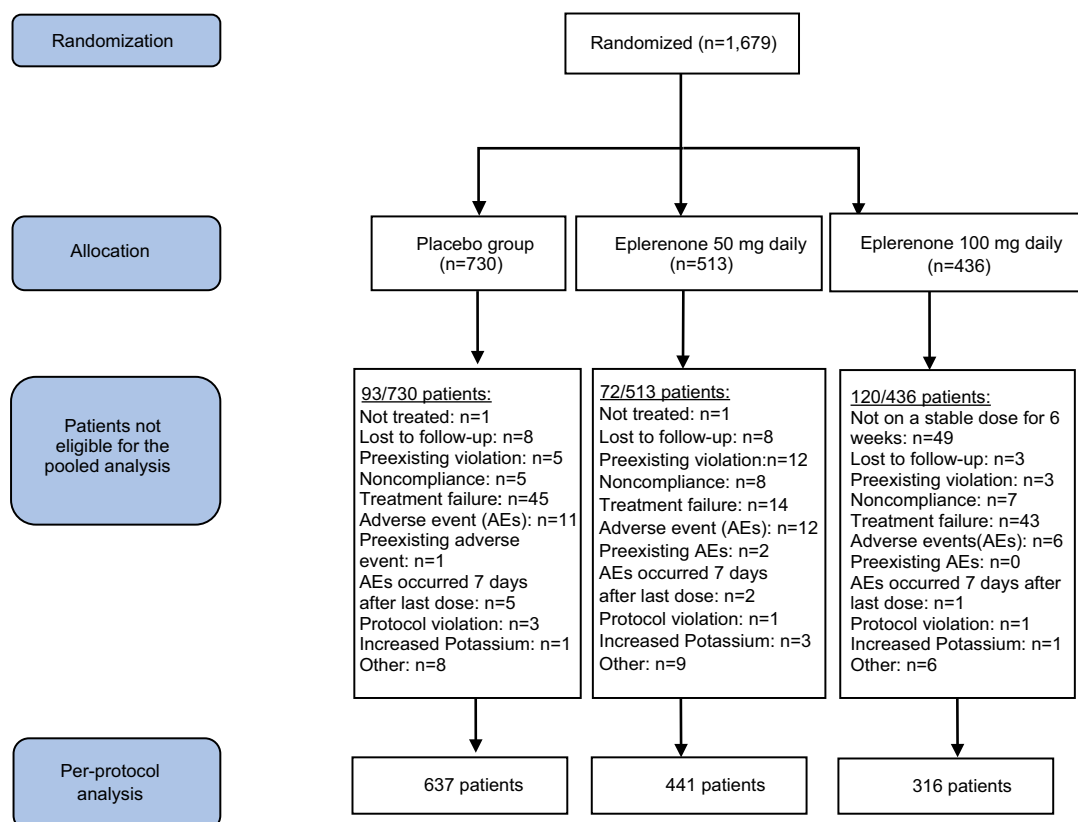 Randomization
Randomized (n=1,679)
Allocation
Placebo group
(n=730)
Eplerenone 50 mg daily
(n=513)
Eplerenone 100 mg daily
(n=436)
Patients not
eligible for the
pooled analysis
93/730 patients:
Not treated: n=1
Lost to follow-up: n=8
Preexisting violation: n=5
Noncompliance: n=5
Treatment failure: n=45
Adverse event (AEs): n=11
Preexisting adverse
event: n=1
AEs occurred 7 days
after last dose: n=5
Protocol violation: n=3
Increased Potassium: n=1
Other: n=8
72/513 patients:
Not treated: n=1
Lost to follow-up: n=8
Preexisting violation:n=12
Noncompliance: n=8
Treatment failure: n=14
Adverse event (AEs): n=12
Preexisting AEs: n=2
AEs occurred 7 days
after last dose: n=2
Protocol violation: n=1
Increased Potassium: n=3
Other: n=9
120/436 patients:
Not on a stable dose for 6
weeks: n=49
Lost to follow-up: n=3
Preexisting violation: n=3
Noncompliance: n=7
Treatment failure: n=43
Adverse events(AEs): n=6
Preexisting AEs: n=0
AEs occurred 7 days after
last dose: n=1
Protocol violation: n=1
Increased Potassium: n=1
Other: n=6
Per-protocol
analysis
637 patients
441 patients
316 patients